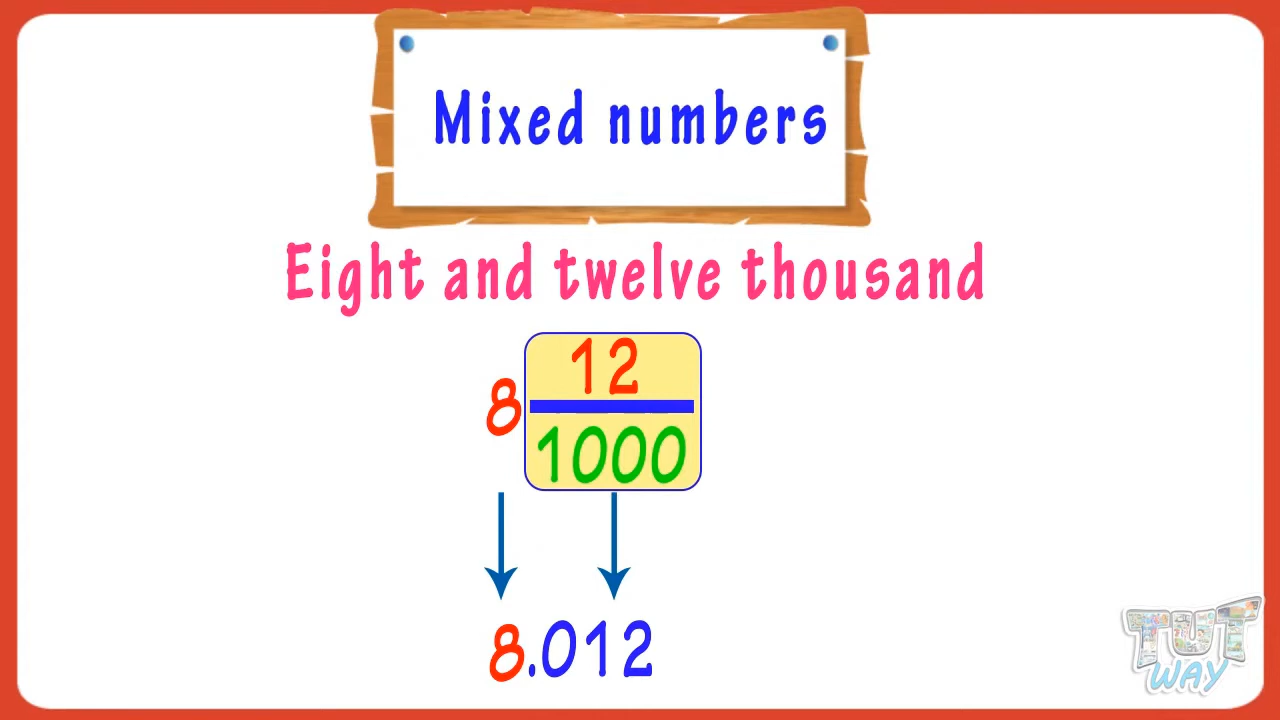 Mixed numbers
Eight and twelve thousand
8 12/1000
8.012
TUT
WAY